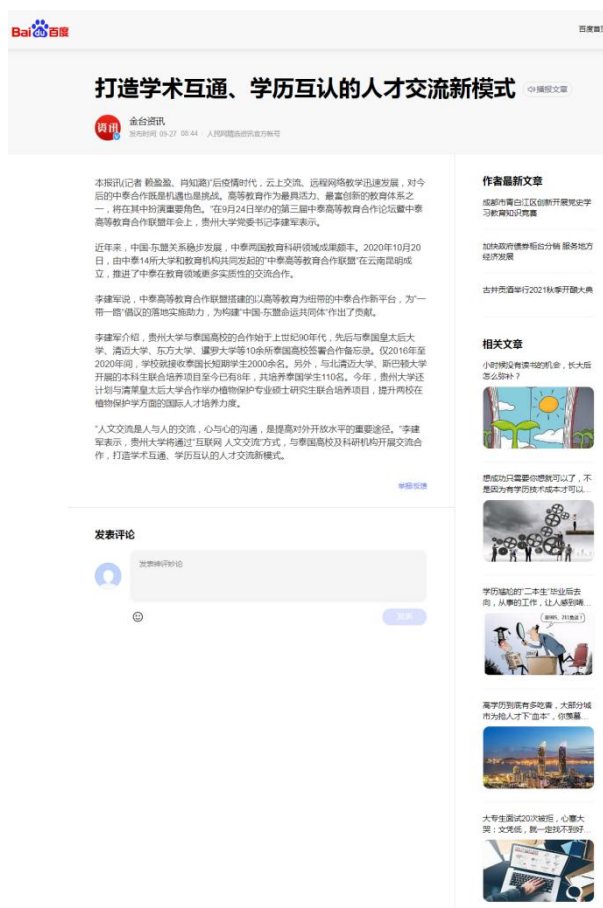 Bai du 百度
百度首页
打造学术互通、学历互认的人才交流新模式
播报文章
金台资讯
发布时间 09-27 08:44 人民网精选资讯官方帐号
本报讯(记者 赖盈盈、肖知路)"后疫情时代，云上交流、远程网络教学迅速发展，对今
后的中泰合作既是机遇也是挑战。高等教育作为最具活力、最富创新的教育体系之
一，将在其中扮演重要角色。"在9月24日举办的第三届中泰高等教育合作论坛暨中泰
高等教育合作联盟年会上，贵州大学党委书记李建军表示。
近年来，中国-东盟关系稳步发展，中泰两国教育科研领域成果颇丰。2020年10月20
日，由中泰14所大学和教育机构共同发起的"中泰高等教育合作联盟"在云南昆明成
立，推进了中泰在教育领域更多实质性的交流合作。
李建军说，中泰高等教育合作联盟搭建的以高等教育为纽带的中泰合作新平台，为"一
带一路"倡议的落地实施助力，为构建"中国-东盟命运共同体"作出了贡献。
李建军介绍，贵州大学与泰国高校的合作始于上世纪90年代，先后与泰国皇太后大
学、清迈大学、东方大学、暹罗大学等10余所泰国高校签署合作备忘录。仅2016年至
2020年间，学校就接收泰国长短期学生2000余名。另外，与北清迈大学、斯巴顿大学
开展的本科生联合培养项目至今已有8年，共培养泰国学生110名。今年，贵州大学还
计划与清莱皇太后大学合作举办植物保护专业硕士研究生联合培养项目，提升两校在
植物保护学方面的国际人才培养力度。
"人文交流是人与人的交流，心与心的沟通，是提高对外开放水平的重要途径。"李建
军表示，贵州大学将通过"互联网 人文交流"方式，与泰国高校及科研机构开展交流合
作，打造学术互通、学历互认的人才交流新模式。
举报/反馈
发表评论
发表神评妙论
发表
作者最新文章
成都市青白江区创新开展党史学
习教育知识竞赛
加快政府债券柜台分销 服务地方
经济发展
古井贡酒举行2021秋季开酿大典
相关文章
小时候没有读书的机会，长大后
怎么弥补？
想成功只需要你想就可以了，不
是因为有学历技术成本才可以...
学历尴尬的"二本生"毕业后去
向，从事的工作，让人感到唏...
高学历到底有多吃香，大部分城
市为抢人才下"血本"，你羡慕...
大专生面试20次被拒，心塞大
哭：文凭低，就一定找不到好...